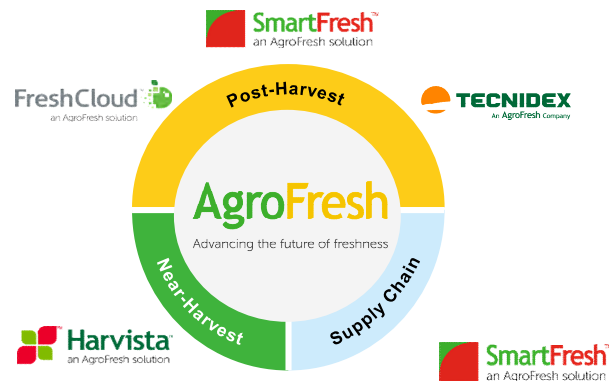 SmartFresh™
an AgroFresh solution
FreshCloud™
an AgroFresh solution
Post-Harvest
TECNIDEX
An AgroFresh Company
AgroFresh
Advancing the future of freshness
Near-Harvest
Supply Chain
Harvista™
an AgroFresh solution
SmartFresh™
an AgroFresh solution